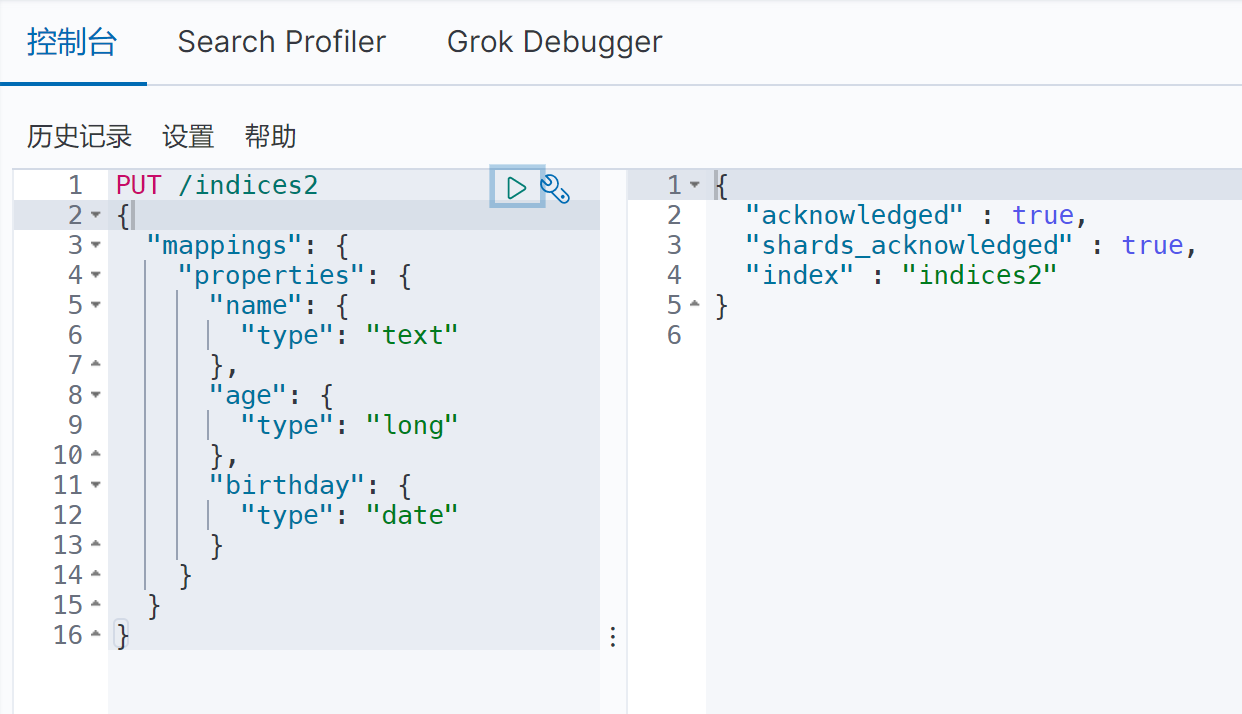 控制台 Search Profiler Grok Debugger
历史记录 设置 帮助
1 PUT /indices2
2 {
3 "mappings": {
4 "properties": {
5 "name": {
6 "type": "text"
7 },
8 "age": {
9 "type": "long"
10 },
11 "birthday": {
12 "type": "date"
13 }
14 }
15 }
16 }
1 {
2 "acknowledged" : true,
3 "shards_acknowledged" : true,
4 "index" : "indices2"
5 }
6